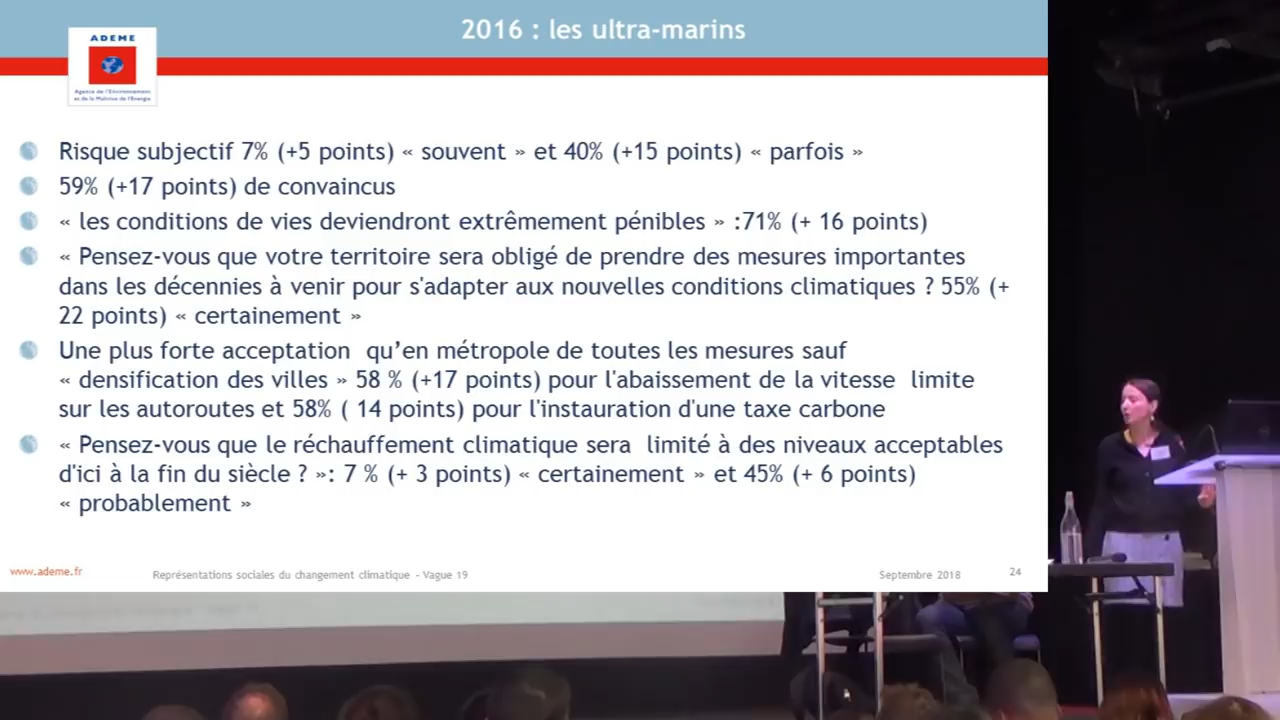 2016 : les ultra-marins
ADEME
Agence de l'Environnement
et de la Maîtrise de l'Energie
Risque subjectif 7% (+5 points) « souvent » et 40% (+15 points) « parfois »
59% (+17 points) de convaincus
« les conditions de vies deviendront extrêmement pénibles » :71% (+ 16 points)
« Pensez-vous que votre territoire sera obligé de prendre des mesures importantes
dans les décennies à venir pour s'adapter aux nouvelles conditions climatiques ? 55% (+
22 points) « certainement »
Une plus forte acceptation qu’en métropole de toutes les mesures sauf
« densification des villes » 58 % (+17 points) pour l'abaissement de la vitesse limite
sur les autoroutes et 58% ( 14 points) pour l'instauration d'une taxe carbone
« Pensez-vous que le réchauffement climatique sera limité à des niveaux acceptables
d'ici à la fin du siècle ? »: 7 % (+ 3 points) « certainement » et 45% (+ 6 points)
« probablement »
www.ademe.fr
Représentations sociales du changement climatique - Vague 19
Septembre 2018
24